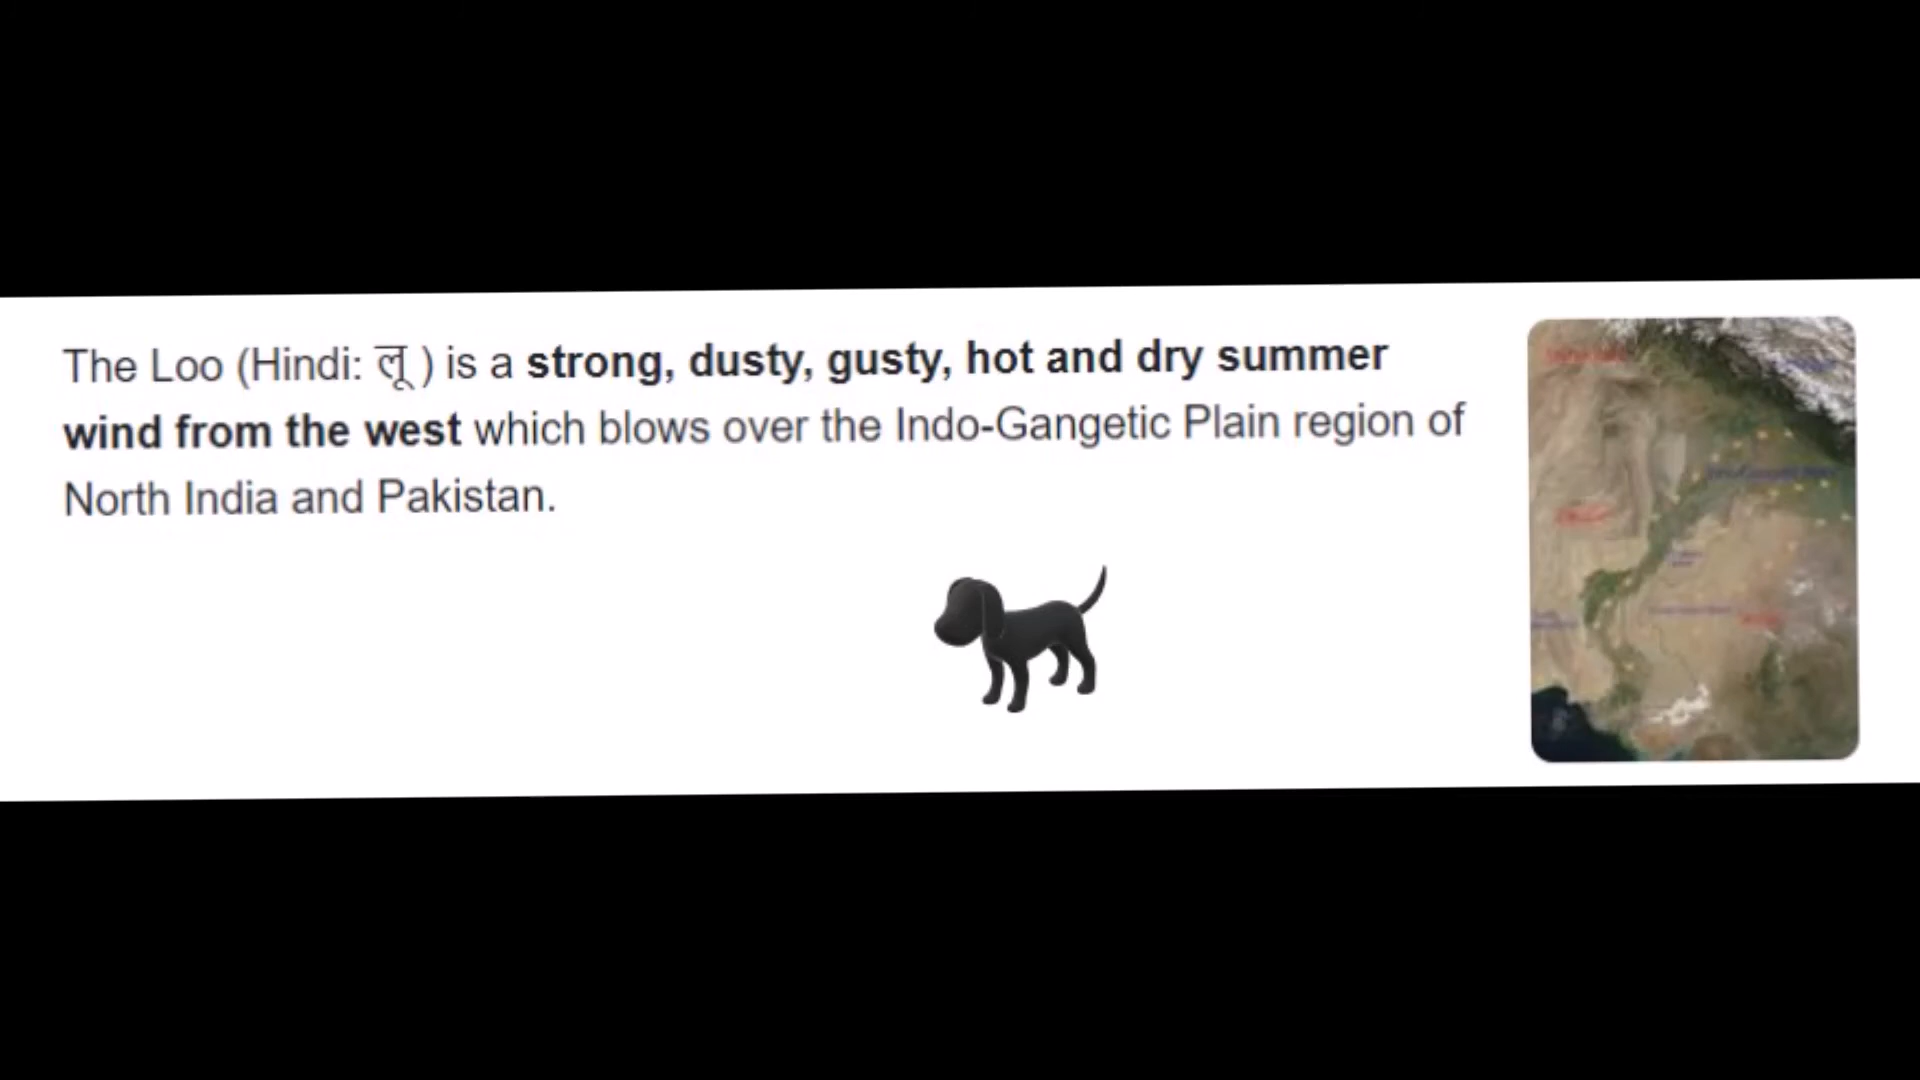 The Loo (Hindi: लू ) is a strong, dusty, gusty, hot and dry summer
wind from the west which blows over the Indo-Gangetic Plain region of
North India and Pakistan.